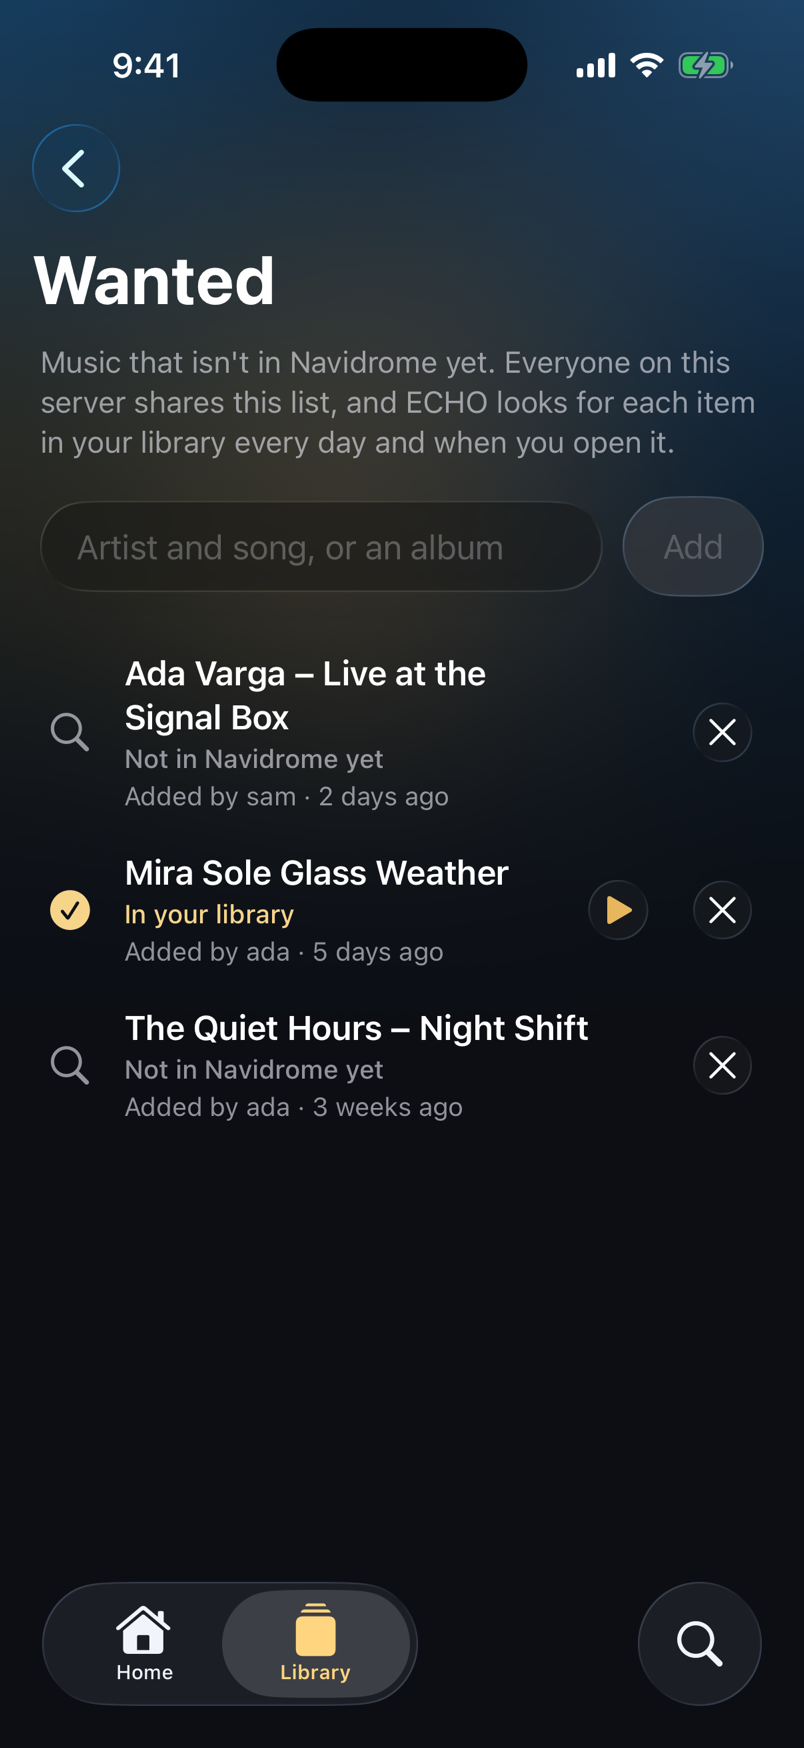 9:41
Wanted
Music that isn't in Navidrome yet. Everyone on this
server shares this list, and ECHO looks for each item
in your library every day and when you open it.
Artist and song, or an album
Add
Ada Varga – Live at the
Signal Box
Not in Navidrome yet
Added by sam · 2 days ago
Mira Sole Glass Weather
In your library
Added by ada · 5 days ago
The Quiet Hours – Night Shift
Not in Navidrome yet
Added by ada · 3 weeks ago
Home
Library